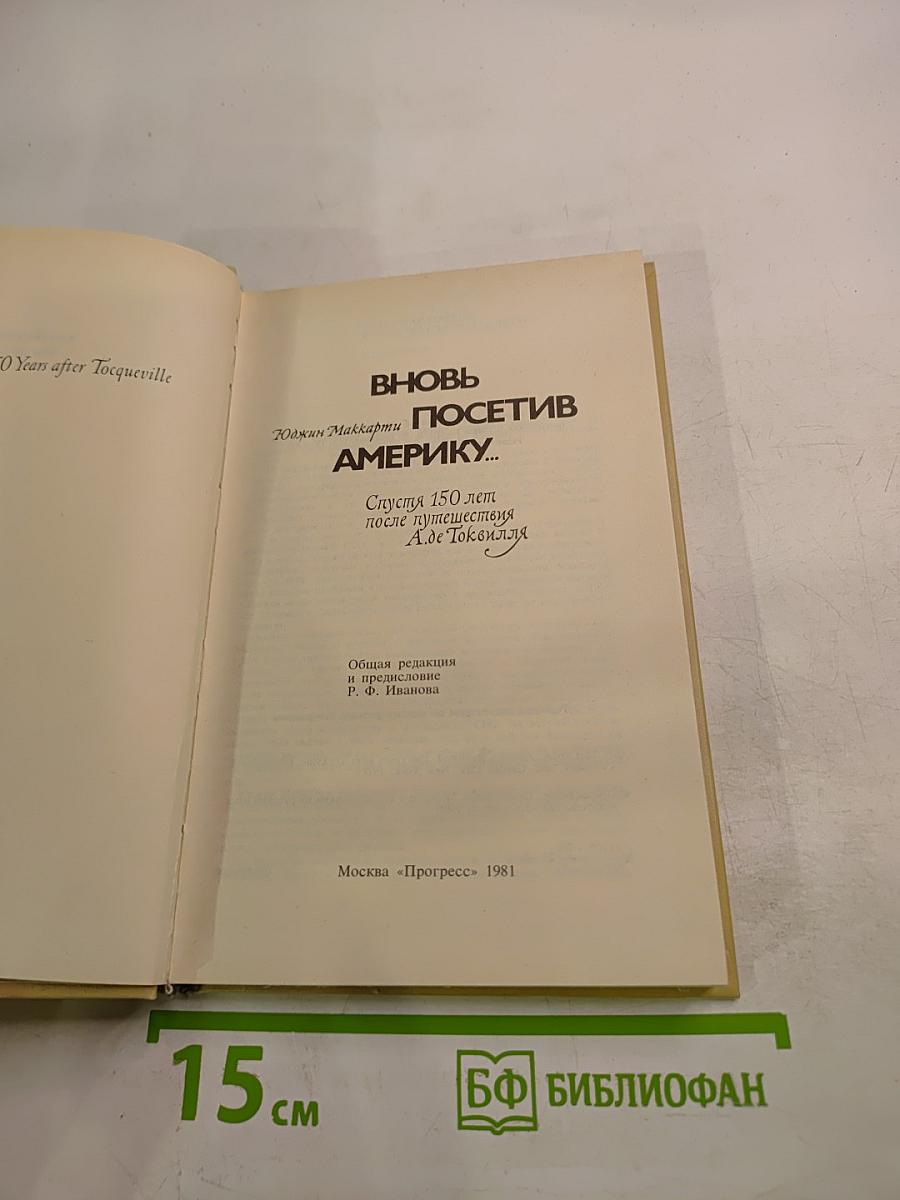 Years after Tocqueville
ВНОВЬ
Юджин Маккарти ПОСЕТИВ
АМЕРИКУ...
Спустя 150 лет
после путешествия
А. де Токвилля
Общая редакция
и предисловие
Р. Ф. Иванова
Москва «Прогресс» 1981
15 см
БФ БИБЛИОФАН